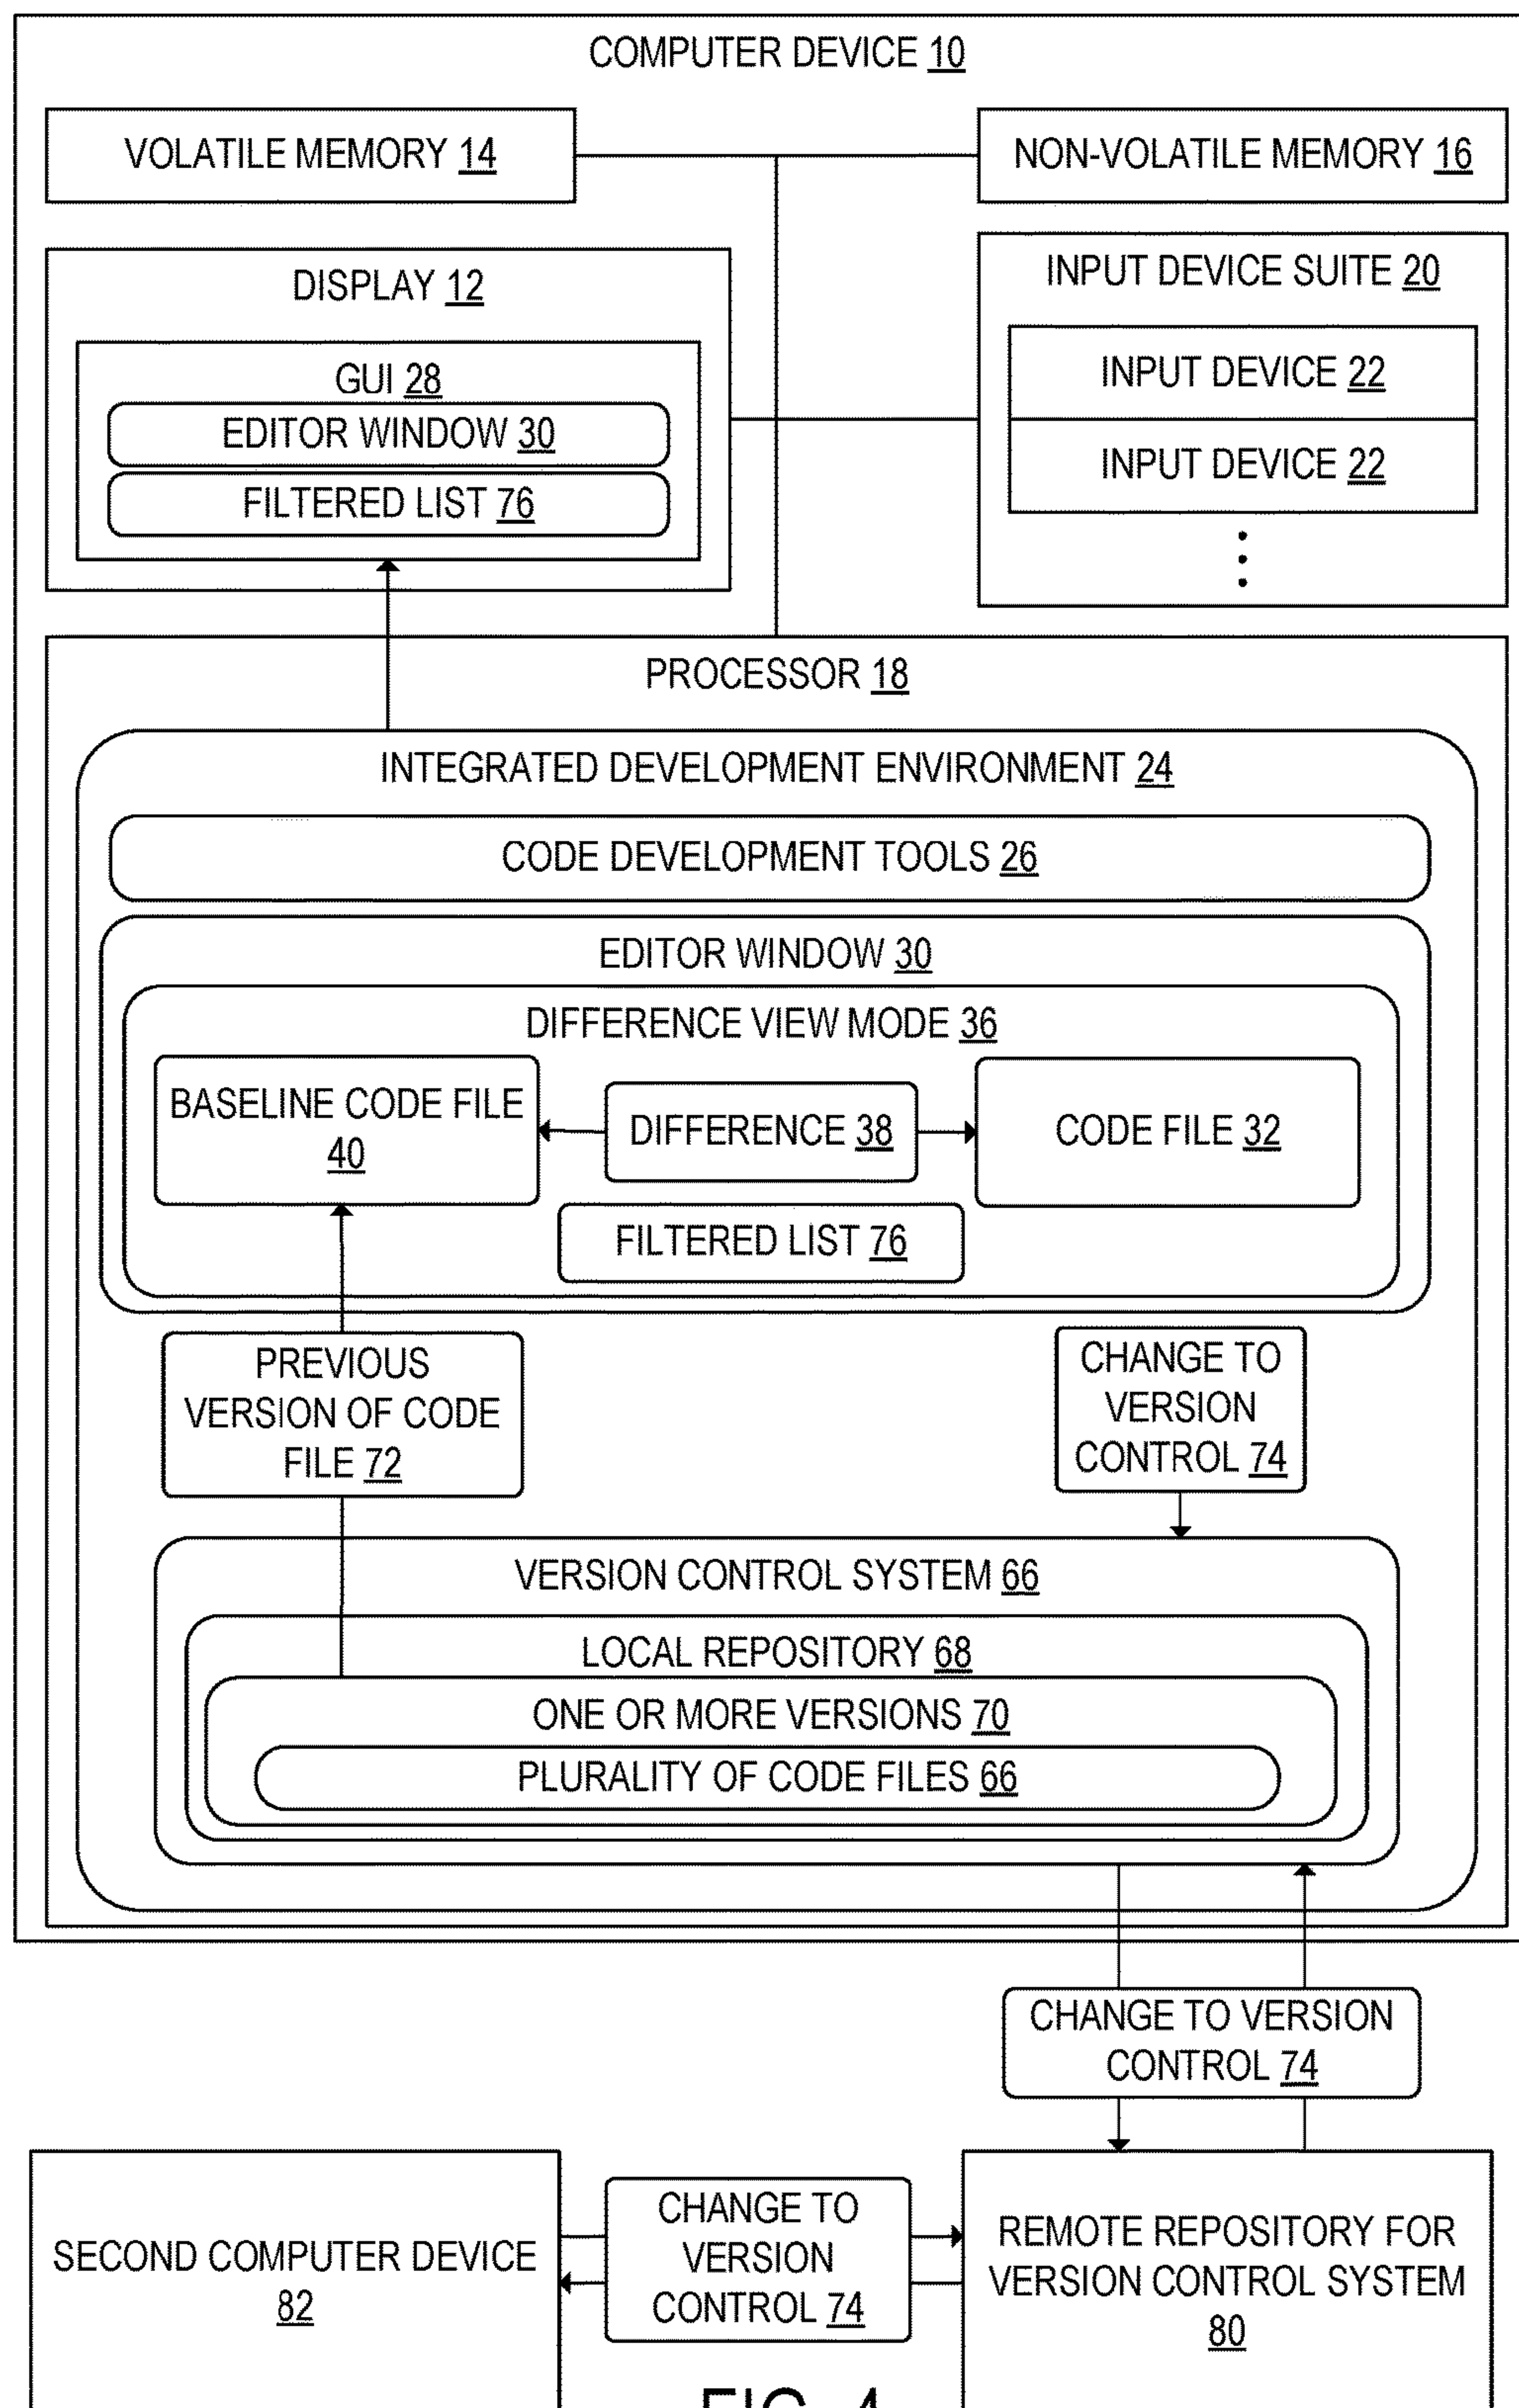 COMPUTER DEVICE 10
VOLATILE MEMORY 14
NON-VOLATILE MEMORY 16
DISPLAY 12
GUI 28
EDITOR WINDOW 30
FILTERED LIST 76
INPUT DEVICE SUITE 20
INPUT DEVICE 22
INPUT DEVICE 22
PROCESSOR 18
INTEGRATED DEVELOPMENT ENVIRONMENT 24
CODE DEVELOPMENT TOOLS 26
EDITOR WINDOW 30
DIFFERENCE VIEW MODE 36
BASELINE CODE FILE
40
DIFFERENCE 38
CODE FILE 32
FILTERED LIST 76
PREVIOUS
VERSION OF CODE
FILE 72
CHANGE TO
VERSION
CONTROL 74
VERSION CONTROL SYSTEM 66
LOCAL REPOSITORY 68
ONE OR MORE VERSIONS 70
PLURALITY OF CODE FILES 66
CHANGE TO VERSION
CONTROL 74
SECOND COMPUTER DEVICE
82
CHANGE TO
VERSION
CONTROL 74
REMOTE REPOSITORY FOR
VERSION CONTROL SYSTEM
80
FIG. 4